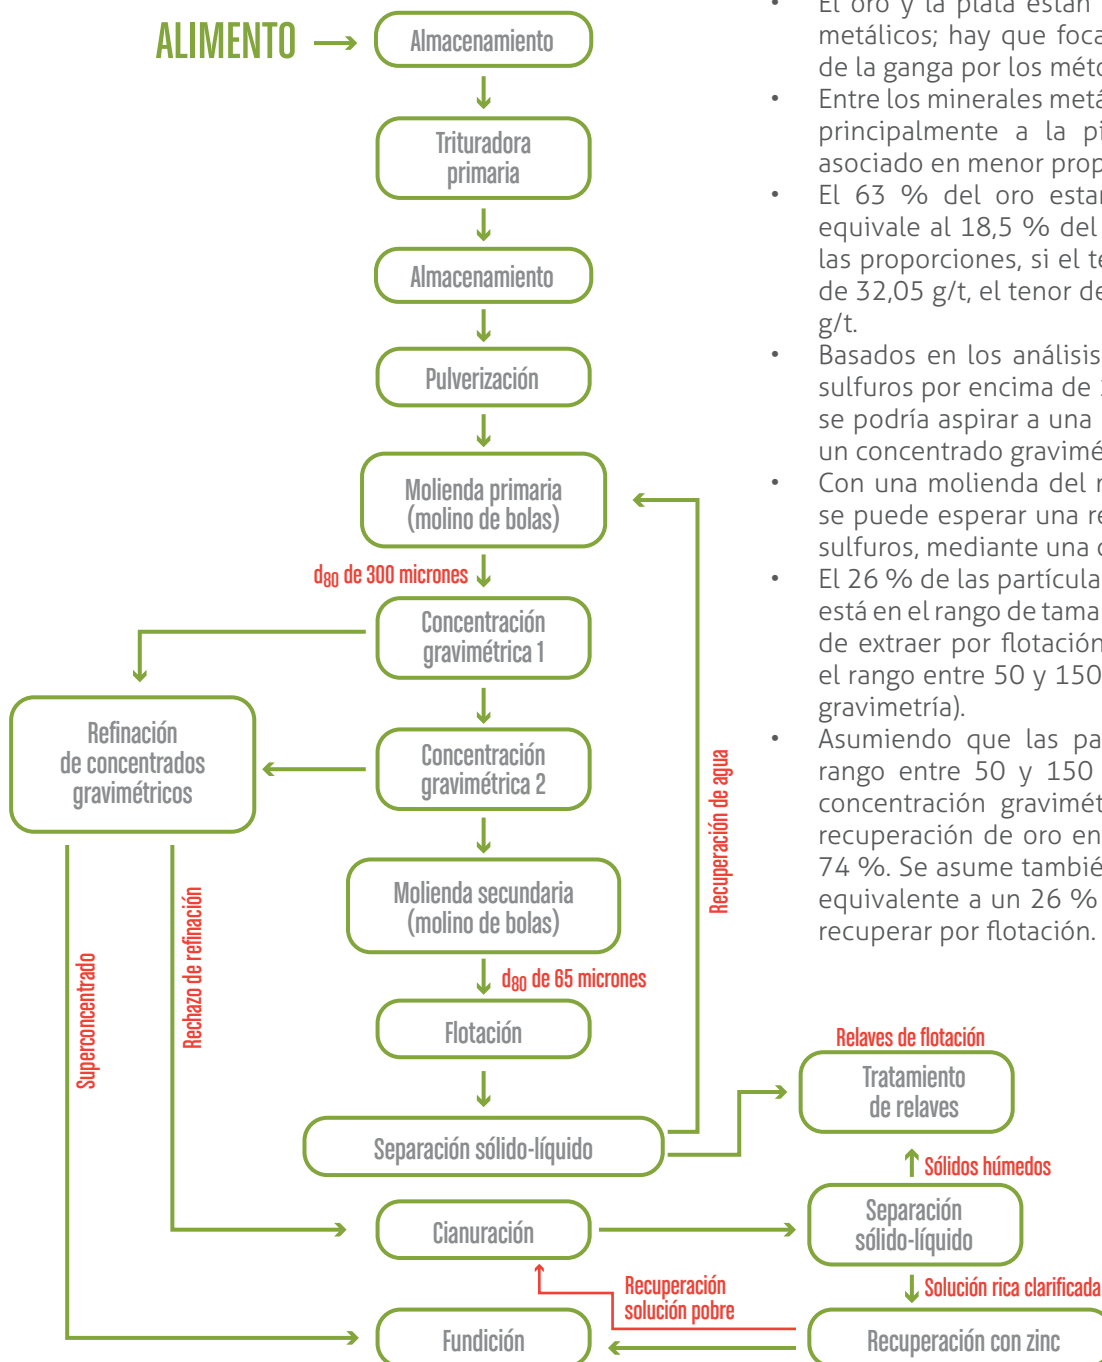 ALIMENTO
Almacenamiento
Trituradora
primaria
Almacenamiento
Pulverización
Molienda primaria
(molino de bolas)
d80 de 300 micrones
Concentración
gravimétrica 1
Refinación
de concentrados
gravimétricos
Concentración
gravimétrica 2
Recuperación de agua
Molienda secundaria
(molino de bolas)
Superconcentrado
Rechazo de refinación
d80 de 65 micrones
Flotación
Separación sólido-líquido
Relaves de flotación
Tratamiento
de relaves
Sólidos húmedos
Cianuración
Separación
sólido-líquido
Solución rica clarificada
Recuperación
solución pobre
Fundición
Recuperación con zinc
• El oro y la plata están
metálicos; hay que foca
de la ganga por los méto
• Entre los minerales metá
principalmente a la pi
asociado en menor prop
• El 63 % del oro estar
equivale al 18,5 % del
las proporciones, si el te
de 32,05 g/t, el tenor de
g/t.
• Basados en los análisis
sulfuros por encima de
se podría aspirar a una
un concentrado gravimé
• Con una molienda del
se puede esperar una re
sulfuros, mediante una
• El 26 % de las partícula
está en el rango de tama
de extraer por flotación
el rango entre 50 y 150
gravimetría).
• Asumiendo que las pa
rango entre 50 y 150
concentración gravimét
recuperación de oro en
74 %. Se asume tambié
equivalente a un 26 %
recuperar por flotación.